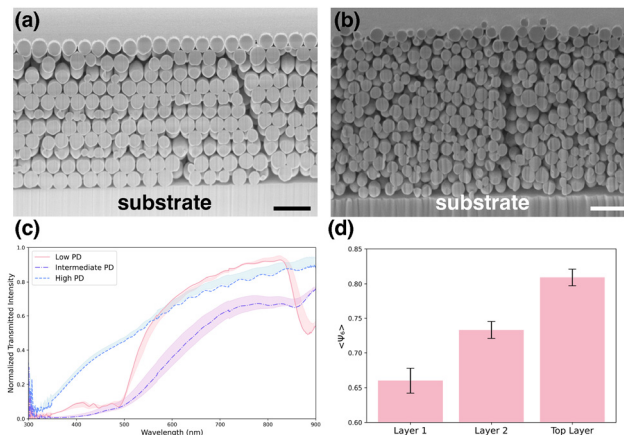 (a)
(b)
substrate
substrate
(c)
(d)
Low PD
Intermediate PD
High PD
Normalized Transmitted Intensity
1.0
0.8
0.6
0.4
0.2
0.0
300
400
500
600
700
800
900
Wavelength (nm)
<Ψ6>
0.85
0.80
0.75
0.70
0.65
0.60
Layer 1
Layer 2
Top Layer